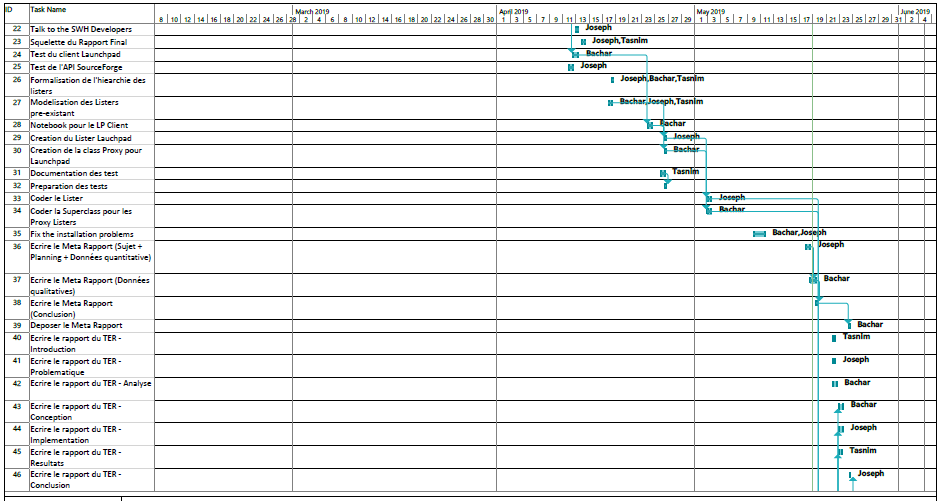 ID Task Name
March 2019 April 2019 May 2019 June 2019
8 10 12 14 16 18 20 22 24 26 28 2 4 6 8 10 12 14 16 18 20 22 24 26 28 30 1 3 5 7 9 11 13 15 17 19 21 23 25 27 29 1 3 5 7 9 11 13 15 17 19 21 23 25 27 29 31 2 4
22 Talk to the SWH Developers Joseph
23 Squelette du Rapport Final Joseph,Tasnim
24 Test du client Launchpad Bachar
25 Test de l'API SourceForge Joseph
26 Formalisation de l'hiearchie des Joseph,Bachar,Tasnim
listers
27 Modelisation des Listers Bachar,Joseph,Tasnim
pre-existant
28 Notebook pour le LP Client Bachar
29 Creation du Lister Lauchpad Joseph
30 Creation de la class Proxy pour Bachar
Launchpad
31 Documentation des test Tasnim
32 Preparation des tests
33 Coder le Lister Joseph
34 Coder la Superclass pour les Bachar
Proxy Listers
35 Fix the installation problems Bachar,Joseph
36 Ecrire le Meta Rapport (Sujet + Joseph
Planning + Données quantitative)
37 Ecrire le Meta Rapport (Données Bachar
qualitatives)
38 Ecrire le Meta Rapport
(Conclusion)
39 Deposer le Meta Rapport Bachar
40 Ecrire le rapport du TER - Tasnim
Introduction
41 Ecrire le rapport du TER - Joseph
Problematique
42 Ecrire le rapport du TER - Analyse Bachar
43 Ecrire le rapport du TER - Bachar
Conception
44 Ecrire le rapport du TER - Joseph
Implementation
45 Ecrire le rapport du TER - Tasnim
Resultats
46 Ecrire le rapport du TER - Joseph
Conclusion